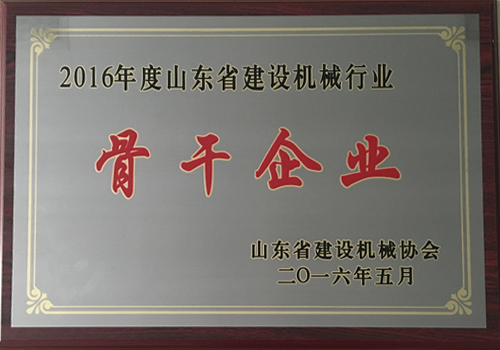 2016年度山东省建设机械行业
骨干企业
山东省建设机械协会
二〇一六年五月